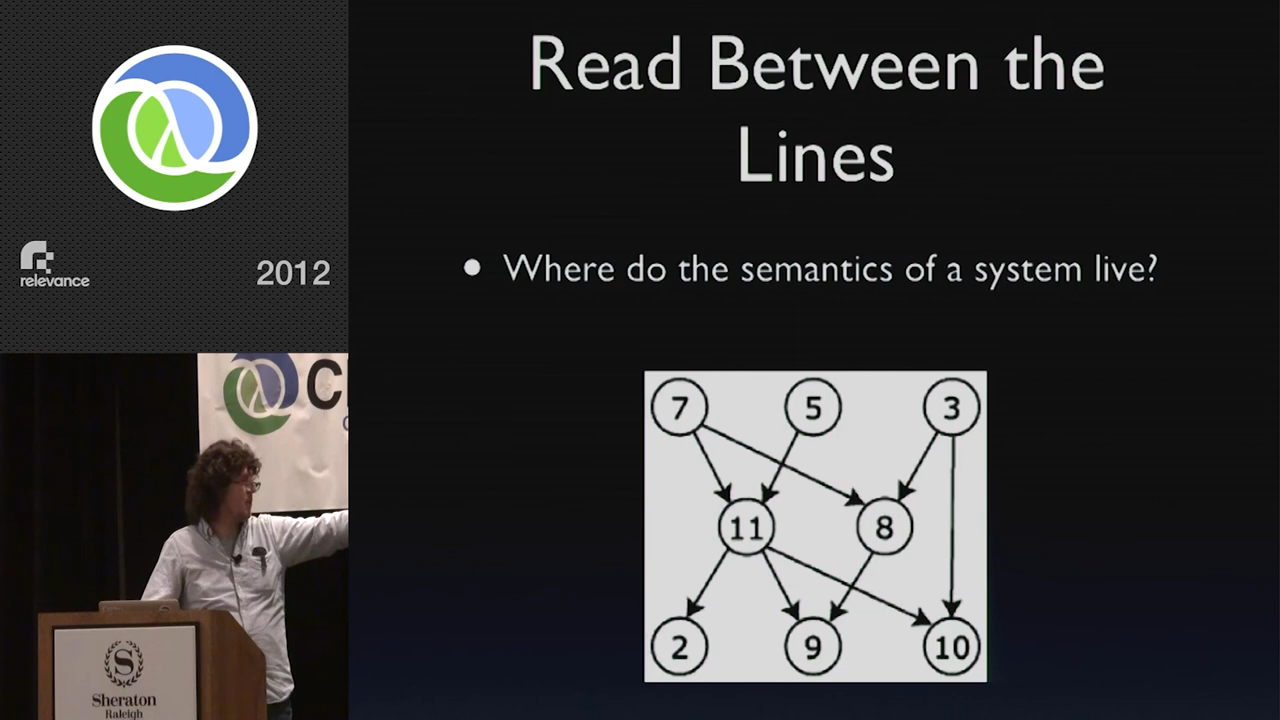 Read Between the
Lines
• Where do the semantics of a system live?
7 5 3
11 8
2 9 10
relevance
2012
C
S
Sheraton
Raleigh